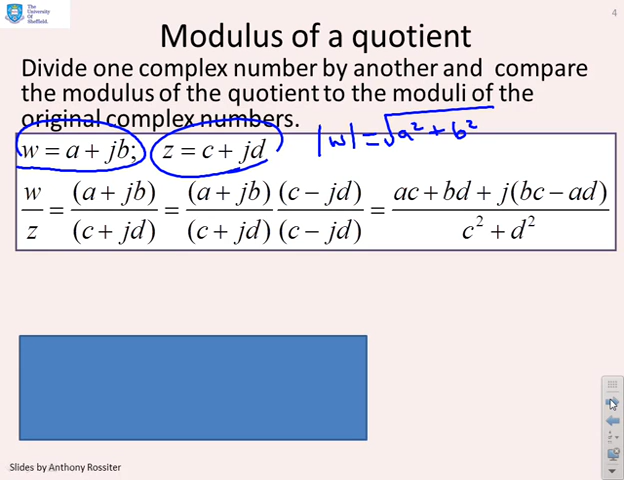 The
University
Of
Sheffield.
4
Modulus of a quotient
Divide one complex number by another and compare
the modulus of the quotient to the moduli of the
original complex numbers.
w = a + jb; z = c + jd |w| = √a² + b²
w/z = (a + jb)/(c + jd) = (a + jb)/(c + jd) (c − jd)/(c − jd) = ac + bd + j(bc − ad)/c² + d²
Slides by Anthony Rossiter